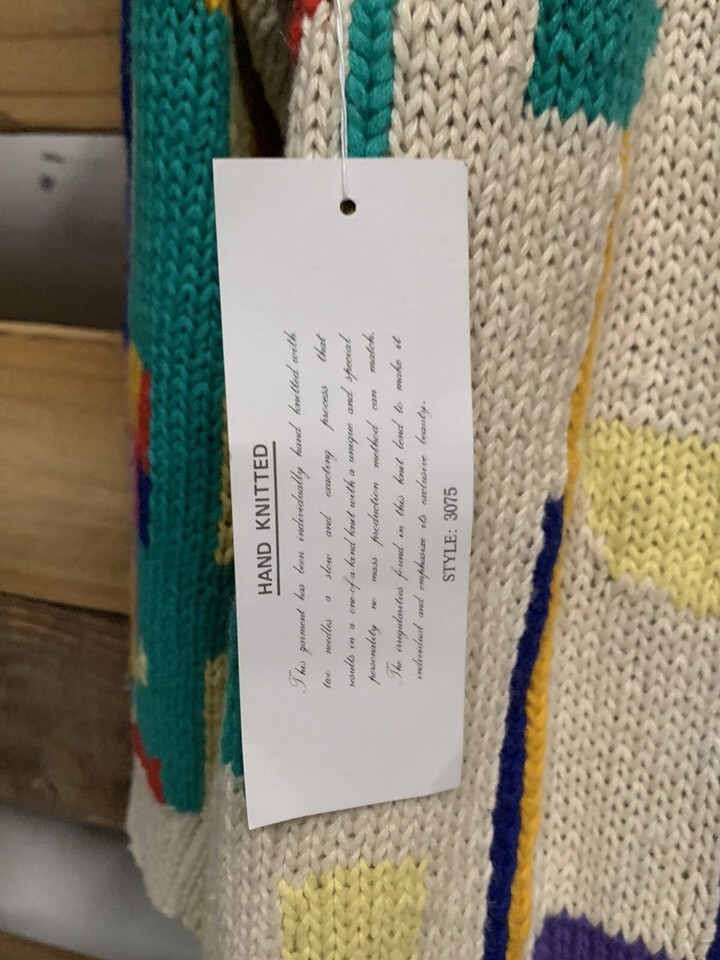 HAND KNITTED
This garment has been individually hand knitted with
two needles a slow and exacting process that
results in a one-of-a-kind knit with a unique and special
personality no mass production method can match.
The irregularities found in this knit tend to make it
individual and emphasize its exclusive beauty.
STYLE: 3075